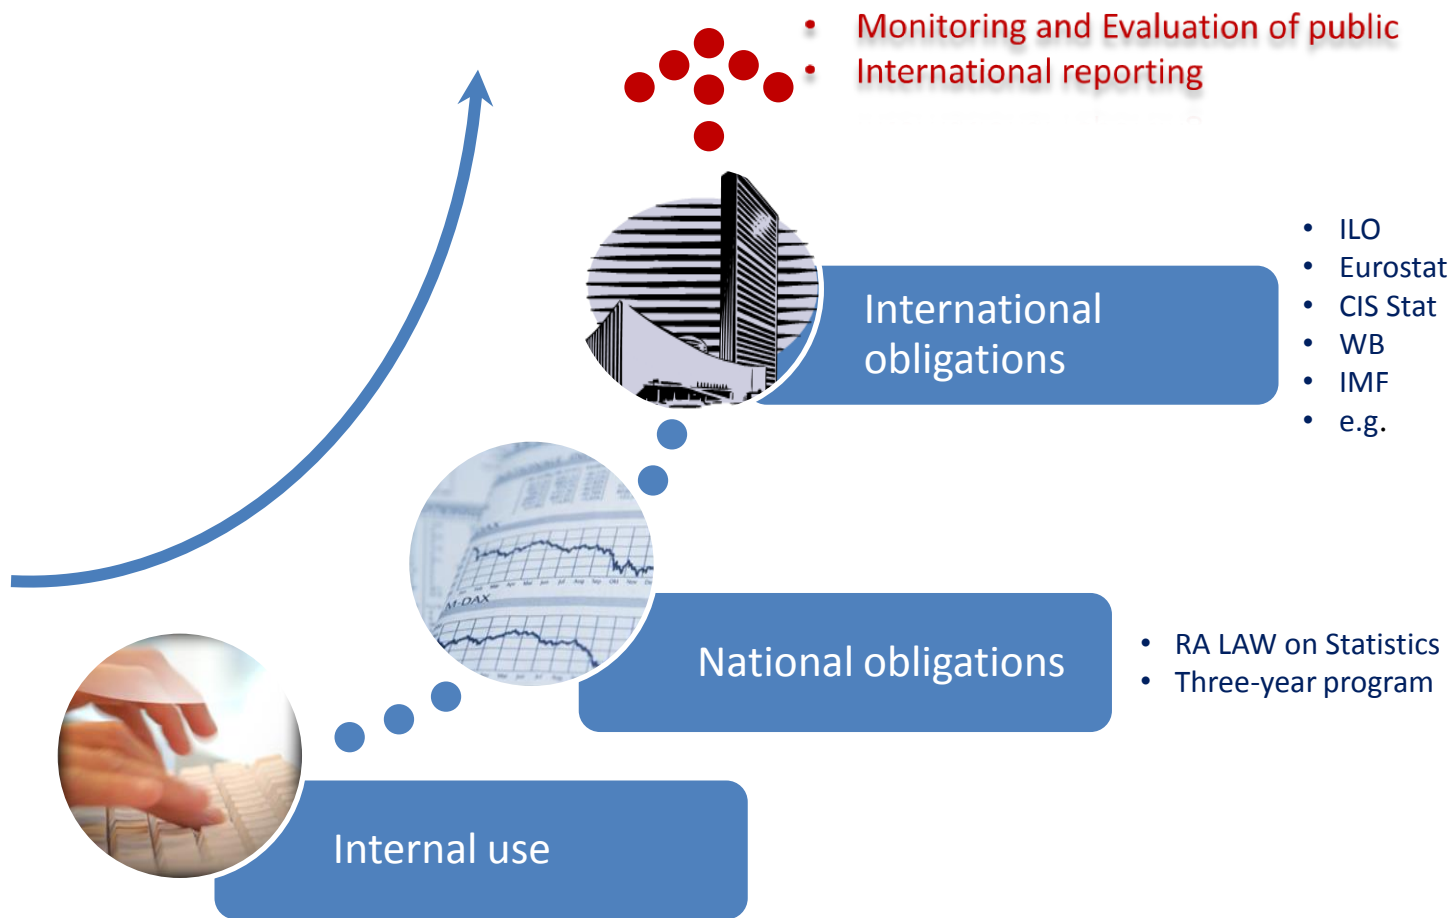 • Monitoring and Evaluation of public
• International reporting
International
obligations
• ILO
• Eurostat
• CIS Stat
• WB
• IMF
• e.g.
M-DAX
National obligations
• RA LAW on Statistics
• Three-year program
Internal use